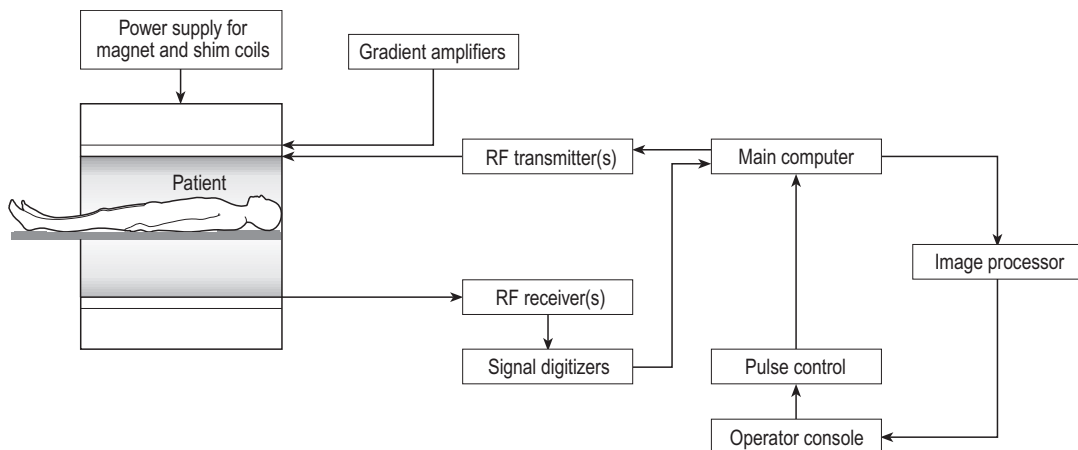 Power supply for
magnet and shim coils
Gradient amplifiers
RF transmitter(s)
Main computer
Patient
Image processor
RF receiver(s)
Signal digitizers
Pulse control
Operator console